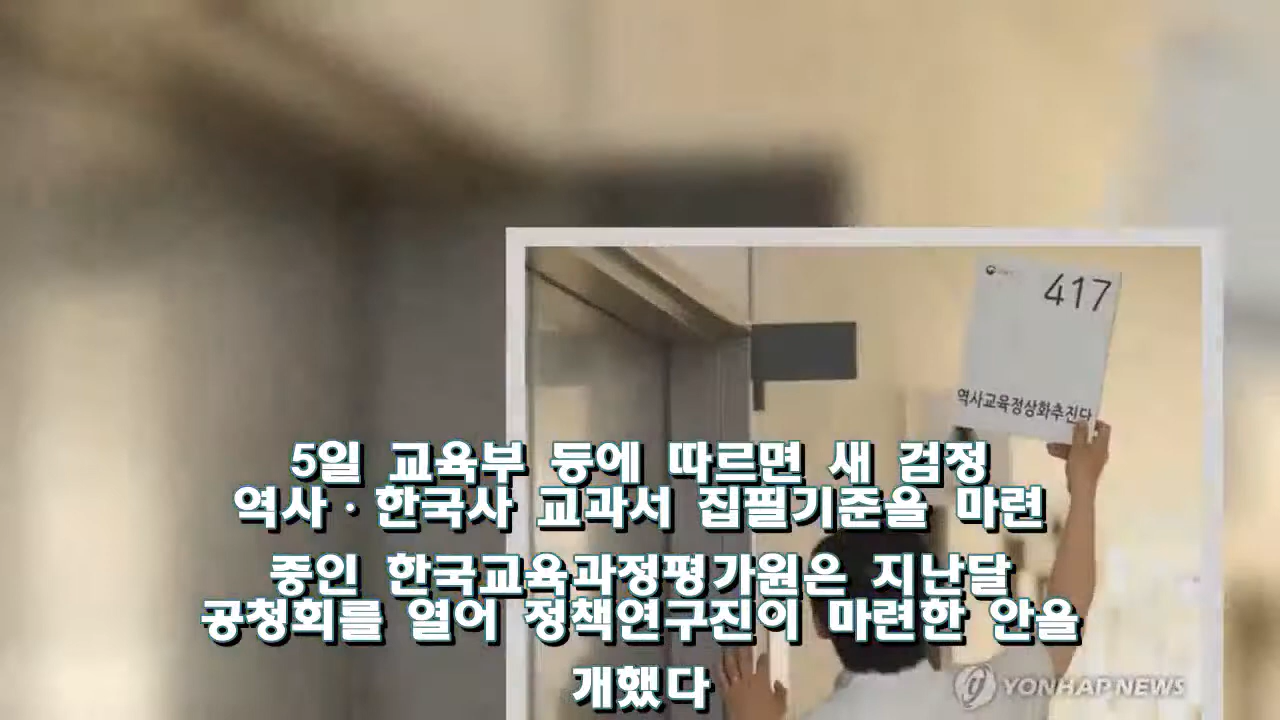 417
역사교육정상화추진단
5일 교육부 등에 따르면 새 검정
역사·한국사 교과서 집필기준을 마련
중인 한국교육과정평가원은 지난달
공청회를 열어 정책연구진이 마련한 안을
개했다
YONHAP NEWS